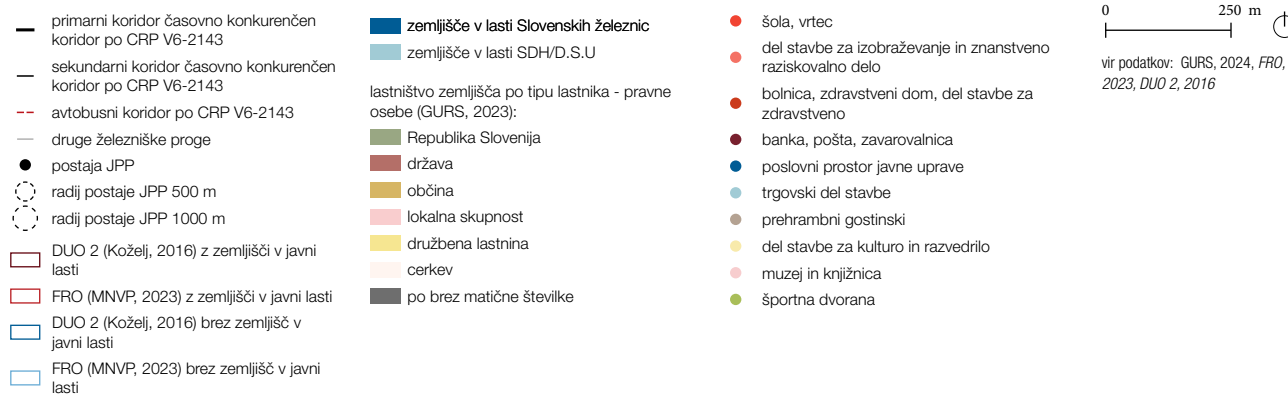 primarni koridor časovno konkurenčen
koridor po CRP V6-2143
sekundarni koridor časovno konkurenčen
koridor po CRP V6-2143
avtobusni koridor po CRP V6-2143
druge železniške proge
postaja JPP
radij postaje JPP 500 m
radij postaje JPP 1000 m
DUO 2 (Koželj, 2016) z zemljišči v javni
lasti
FRO (MNVP, 2023) z zemljišči v javni lasti
DUO 2 (Koželj, 2016) brez zemljišč v
javni lasti
FRO (MNVP, 2023) brez zemljišč v javni
lasti
zemljišče v lasti Slovenskih železnic
zemljišče v lasti SDH/D.S.U
lastništvo zemljišča po tipu lastnika - pravne
osebe (GURS, 2023):
Republika Slovenija
država
občina
lokalna skupnost
družbena lastnina
cerkev
po brez matične številke
šola, vrtec
del stavbe za izobraževanje in znanstveno
raziskovalno delo
bolnica, zdravstveni dom, del stavbe za
zdravstveno
banka, pošta, zavarovalnica
poslovni prostor javne uprave
trgovski del stavbe
prehrambni gostinski
del stavbe za kulturo in razvedrilo
muzej in knjižnica
športna dvorana
0 250 m
vir podatkov: GURS, 2024, FRO,
2023, DUO 2, 2016